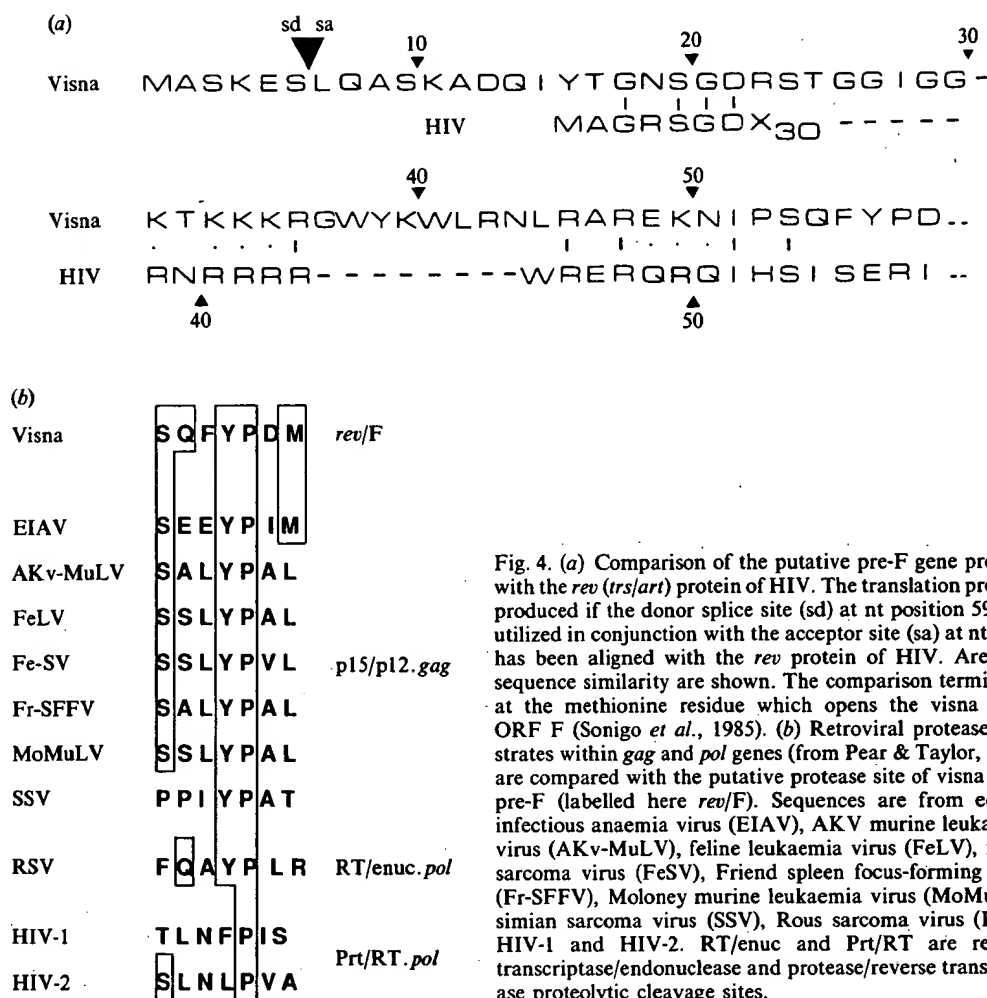 (a)
sd sa
10 20 30
Visna MASKESLQASKADQIYTGNSGDRSTGGIGG -
HIV MAGRSGDX30 - - - - - -
40 50
Visna KTKKKRGWYKWLRNLRAREKNIPSQFYPD..
HIV RNRRRR - - - - - - - - WRERQRQIHSISERI ..
40 50
(b)
Visna SQFYPDM rev/F
EIAV SEEYPIM
AKv-MuLV SALYPAL
FeLV SSLYPAL
Fe-SV SSLYPVL p15/p12.gag
Fr-SFFV SALYPAL
MoMuLV SSLYPAL
SSV PPIYPAT
RSV FQAYPLR RT/enuc.pol
HIV-1 TLNFPIS
Prt/RT.pol
HIV-2 SLNLPVA
Fig. 4. (a) Comparison of the putative pre-F gene
with the rev (trs/art) protein of HIV. The translation
produced if the donor splice site (sd) at nt position
utilized in conjunction with the acceptor site (sa) at nt
has been aligned with the rev protein of HIV.
sequence similarity are shown. The comparison
at the methionine residue which opens the visna
ORF F (Sonigo et al., 1985). (b) Retroviral protease
strates within gag and pol genes (from Pear & Taylor,
are compared with the putative protease site of visna
pre-F (labelled here rev/F). Sequences are from
infectious anaemia virus (EIAV), AKV murine
virus (AKv-MuLV), feline leukaemia virus (FeLV),
sarcoma virus (FeSV), Friend spleen focus-forming
(Fr-SFFV), Moloney murine leukaemia virus
simian sarcoma virus (SSV), Rous sarcoma virus
HIV-1 and HIV-2. RT/enuc and Prt/RT are
transcriptase/endonuclease and protease/reverse
ase proteolytic cleavage sites.